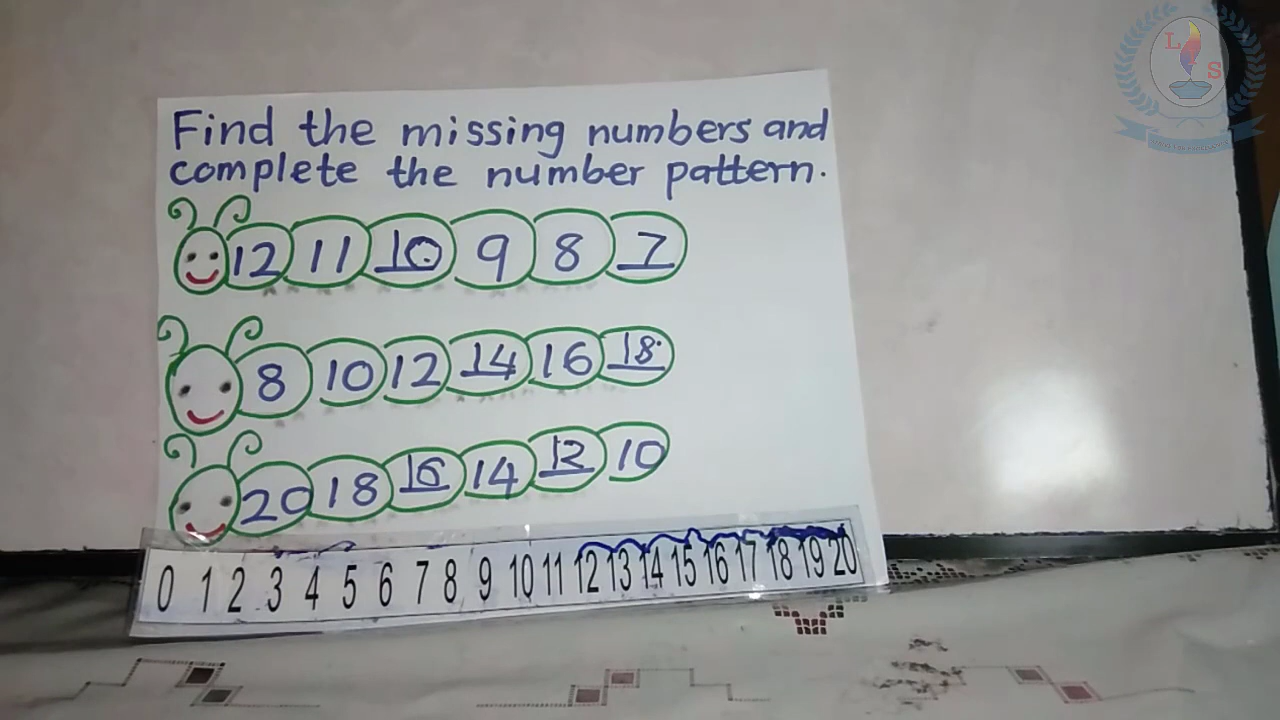 Find the missing numbers and
complete the number pattern.
12 11 10 9 8 7
8 10 12 14 16 18
20 18 16 14 12 10
0 1 2 3 4 5 6 7 8 9 10 11 12 13 14 15 16 17 18 19 20
L S